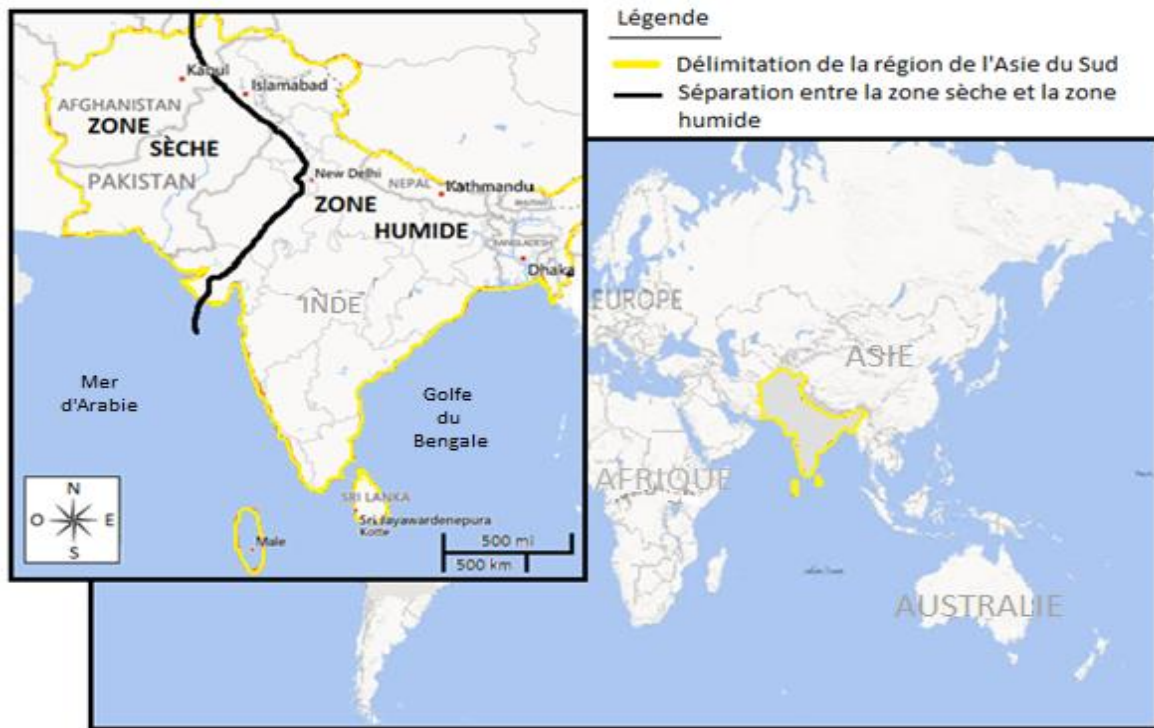 Légende
Délimitation de la région de l'Asie du Sud
Séparation entre la zone sèche et la zone
humide
Kabul
Islamabad
AFGHANISTAN
ZONE
SÈCHE
PAKISTAN
New Delhi
NEPAL
Kathmandu
ZONE
HUMIDE
BHUTAN
BANGLADESH
Dhaka
INDE
Mer
d'Arabie
Golfe
du
Bengale
SRI LANKA
Sri Jayawardenepura
Kotte
Male
N
O
E
S
500 mi
500 km
EUROPE
ASIE
AFRIQUE
AUSTRALIE